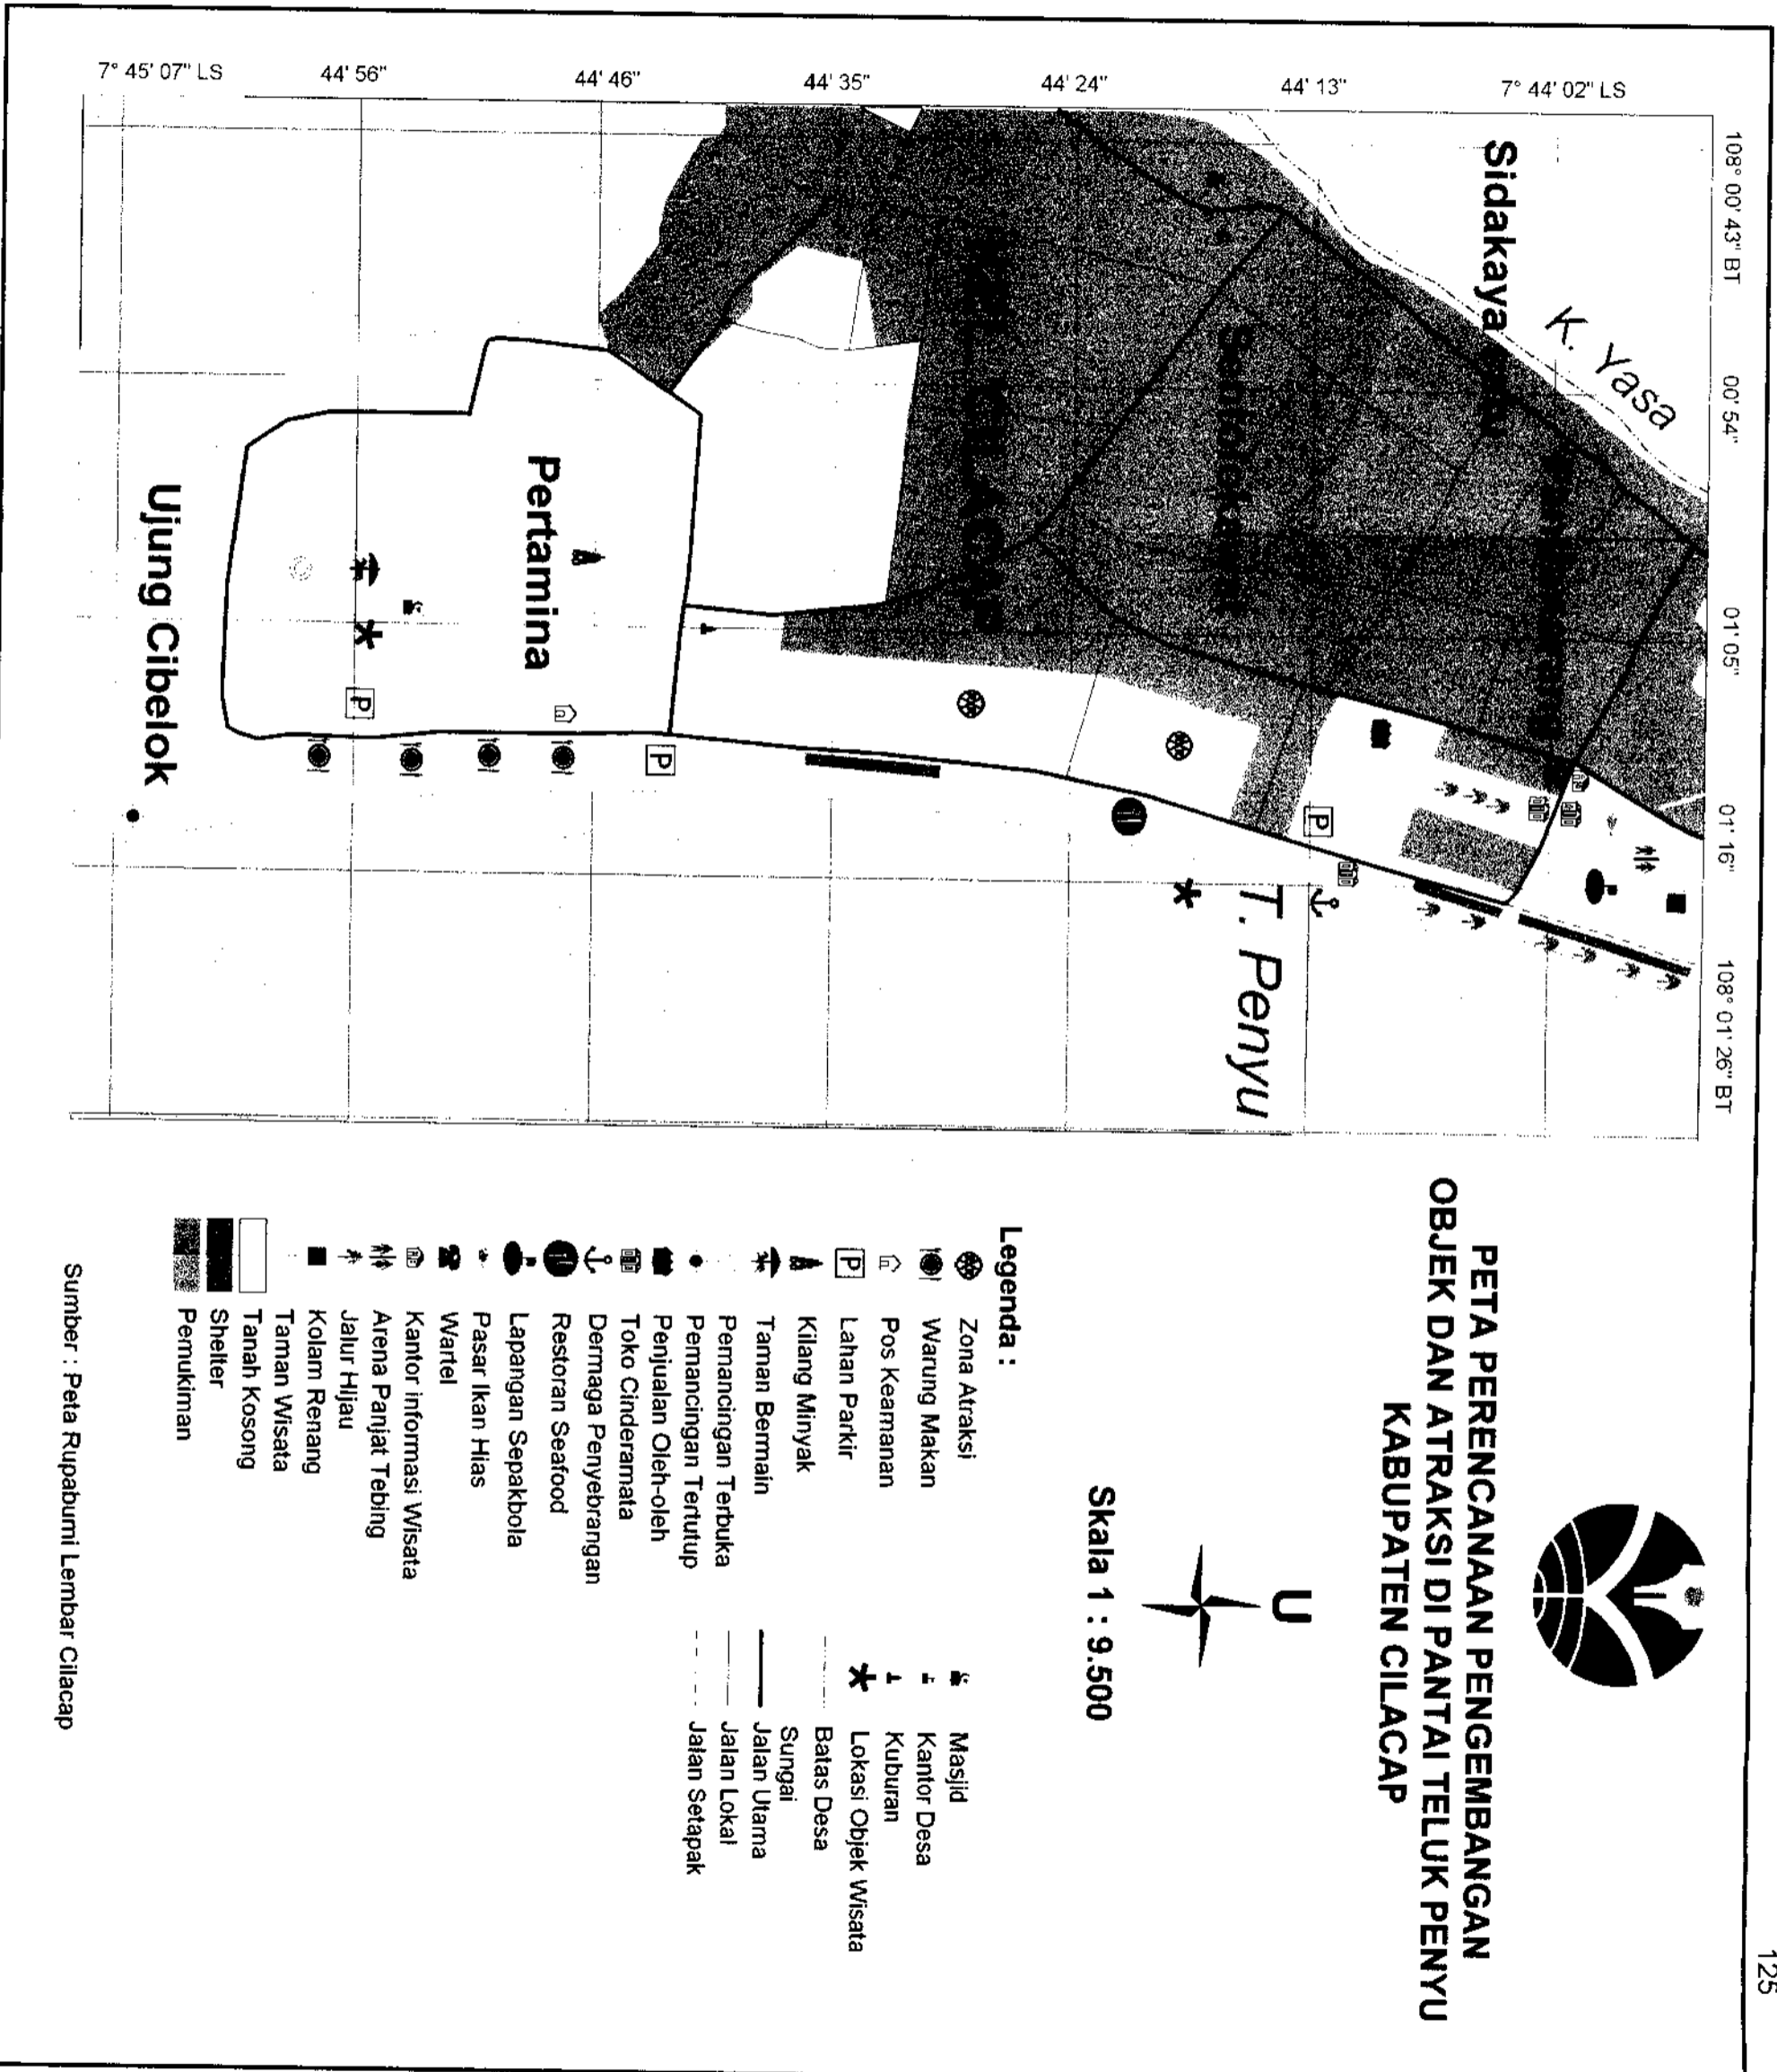 125
PETA PERENCANAAN PENGEMBANGAN
OBJEK DAN ATRAKSI DI PANTAI TELUK PENYU
KABUPATEN CILACAP
U
Skala 1 : 9.500
Legenda :
Zona Atraksi
Warung Makan
Pos Keamanan
P Lahan Parkir
Kilang Minyak
Taman Bermain
Pemancingan Terbuka
Pemancingan Tertutup
Penjualan Oleh-oleh
Toko Cinderamata
Dermaga Penyebrangan
Restoran Seafood
Lapangan Sepakbola
Pasar Ikan Hias
Wartel
Kantor informasi Wisata
Arena Panjat Tebing
Jalur Hijau
Kolam Renang
Taman Wisata
Tanah Kosong
Shelter
Pemukiman
Masjid
Kantor Desa
Kuburan
Lokasi Objek Wisata
Batas Desa
Sungai
Jalan Utama
Jalan Lokal
Jalan Setapak
Sumber : Peta Rupabumi Lembar Cilacap
108° 00' 43" BT
00' 54"
01' 05"
01' 16"
108° 01' 26" BT
7° 44' 02" LS
44' 13"
44' 24"
44' 35"
44' 46"
44' 56"
7° 45' 07" LS
K. Yasa
Sidakaya
CILACAP
T. Penyu
P
P
Pertamina
P
Ujung Cibelok